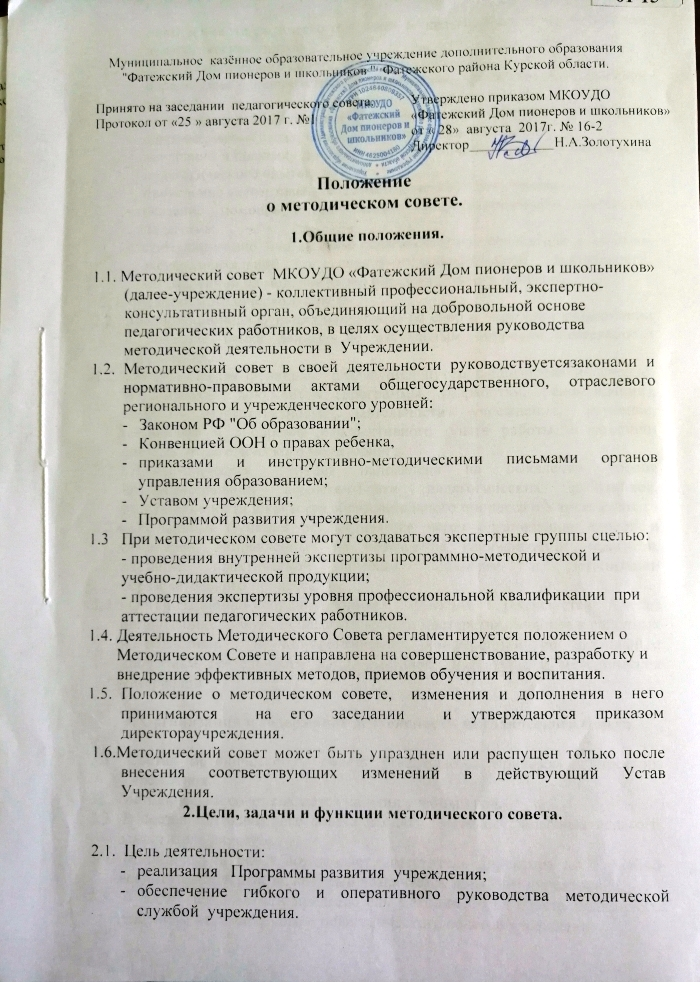 Муниципальное казённое образовательное учреждение дополнительного образования
"Фатежский Дом пионеров и школьников" Фатежского района Курской области.
Принято на заседании педагогического совета.
Протокол от «25 » августа 2017 г. №1
Утверждено приказом МКОУДО
«Фатежский Дом пионеров и школьников»
от « 28» августа 2017г. № 16-2
Директор Н.А.Золотухина
МКОУДО
«Фатежский
Дом пионеров и
школьников»
Положение
о методическом совете.
1.Общие положения.
1.1. Методический совет МКОУДО «Фатежский Дом пионеров и школьников»
(далее-учреждение) - коллективный профессиональный, экспертно-
консультативный орган, объединяющий на добровольной основе
педагогических работников, в целях осуществления руководства
методической деятельности в Учреждении.
1.2. Методический совет в своей деятельности руководствуетсязаконами и
нормативно-правовыми актами общегосударственного, отраслевого
регионального и учрежденческого уровней:
- Законом РФ "Об образовании";
- Конвенцией ООН о правах ребенка,
- приказами и инструктивно-методическими письмами органов
управления образованием;
- Уставом учреждения;
- Программой развития учреждения.
1.3 При методическом совете могут создаваться экспертные группы сцелью:
- проведения внутренней экспертизы программно-методической и
учебно-дидактической продукции;
- проведения экспертизы уровня профессиональной квалификации при
аттестации педагогических работников.
1.4. Деятельность Методического Совета регламентируется положением о
Методическом Совете и направлена на совершенствование, разработку и
внедрение эффективных методов, приемов обучения и воспитания.
1.5. Положение о методическом совете, изменения и дополнения в него
принимаются на его заседании и утверждаются приказом
директораучреждения.
1.6.Методический совет может быть упразднен или распущен только после
внесения соответствующих изменений в действующий Устав
Учреждения.
2.Цели, задачи и функции методического совета.
2.1. Цель деятельности:
- реализация Программы развития учреждения;
- обеспечение гибкого и оперативного руководства методической
службой учреждения.